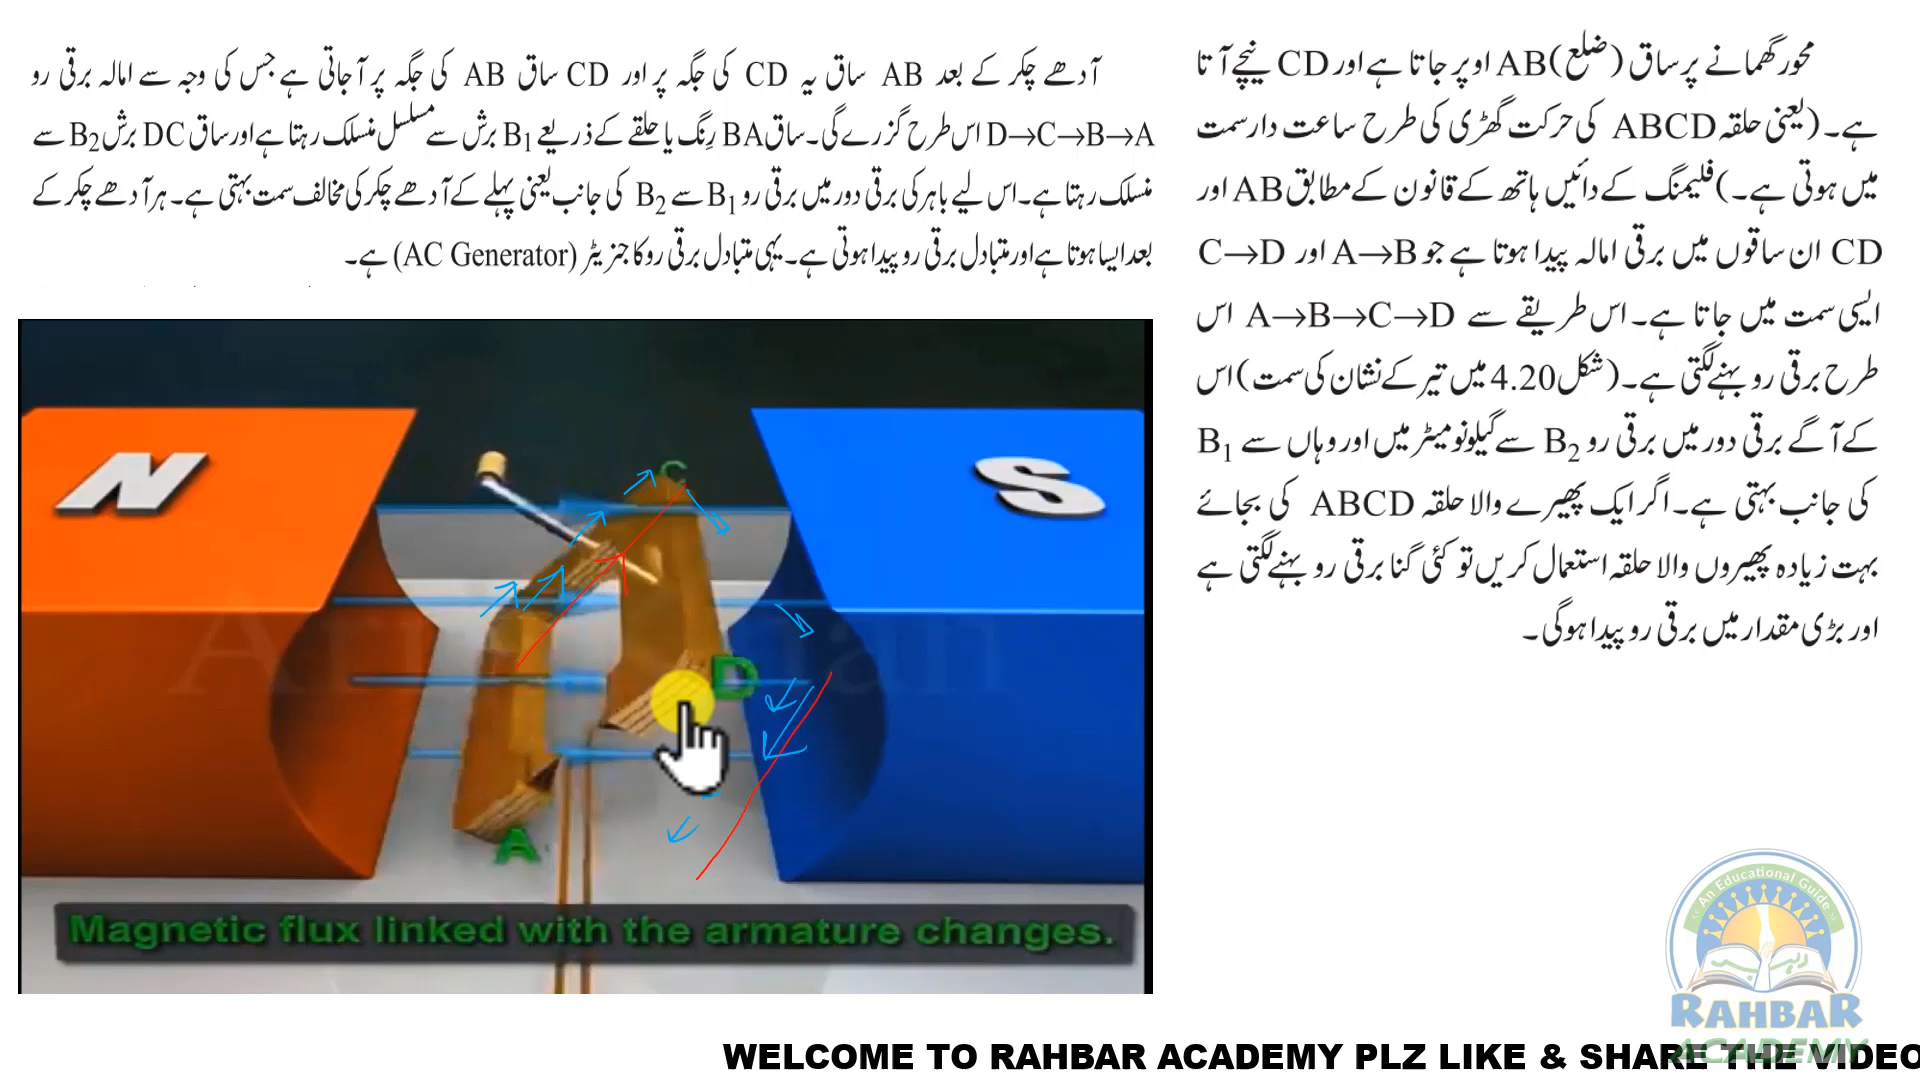 محور گھمانے پر ساق (ضلع) AB اوپر جاتا ہے اور CD نیچے آتا
ہے۔ (یعنی حلقہ ABCD کی حرکت گھڑی کی طرح ساعت دار سمت
میں ہوتی ہے۔) فلیمنگ کے دائیں ہاتھ کے قانون کے مطابق AB اور
CD ان ساقوں میں برقی امالہ پیدا ہوتا ہے جو A→B اور C→D
ایسی سمت میں جاتا ہے۔ اس طریقے سے A→B→C→D اس
طرح برقی رو بہنے لگتی ہے۔ (شکل 4.20 میں تیر کے نشان کی سمت) اس
کے آگے برقی دور میں برقی رو B2 سے گیلونومیٹر میں اور وہاں سے B1
کی جانب بہتی ہے۔ اگر ایک پھیرے والا حلقہ ABCD کی بجائے
بہت زیادہ پھیروں والا حلقہ استعمال کریں تو کئی گنا برقی رو بہنے لگتی ہے
اور بڑی مقدار میں برقی رو پیدا ہوگی۔
آدھے چکر کے بعد AB ساق یہ CD کی جگہ پر اور CD ساق AB کی جگہ پر آ جاتی ہے جس کی وجہ سے امالہ برقی رو
D→C→B→A اس طرح گزرے گی۔ ساق BA رِنگ یا حلقے کے ذریعے B1 برش سے مسلسل منسلک رہتا ہے اور ساق DC برش B2 سے
منسلک رہتا ہے۔ اس لیے باہر کی برقی دور میں برقی رو B1 سے B2 کی جانب یعنی پہلے کے آدھے چکر کی مخالف سمت بہتی ہے۔ ہر آدھے چکر کے
بعد ایسا ہوتا ہے اور متبادل برقی رو پیدا ہوتی ہے۔ یہی متبادل برقی رو کا جنریٹر (AC Generator) ہے۔
N
S
C
D
A
Magnetic flux linked with the armature changes.
An Educational Guide
رہبر
RAHBAR
ACADEMY
WELCOME TO RAHBAR ACADEMY PLZ LIKE & SHARE THE VIDEO